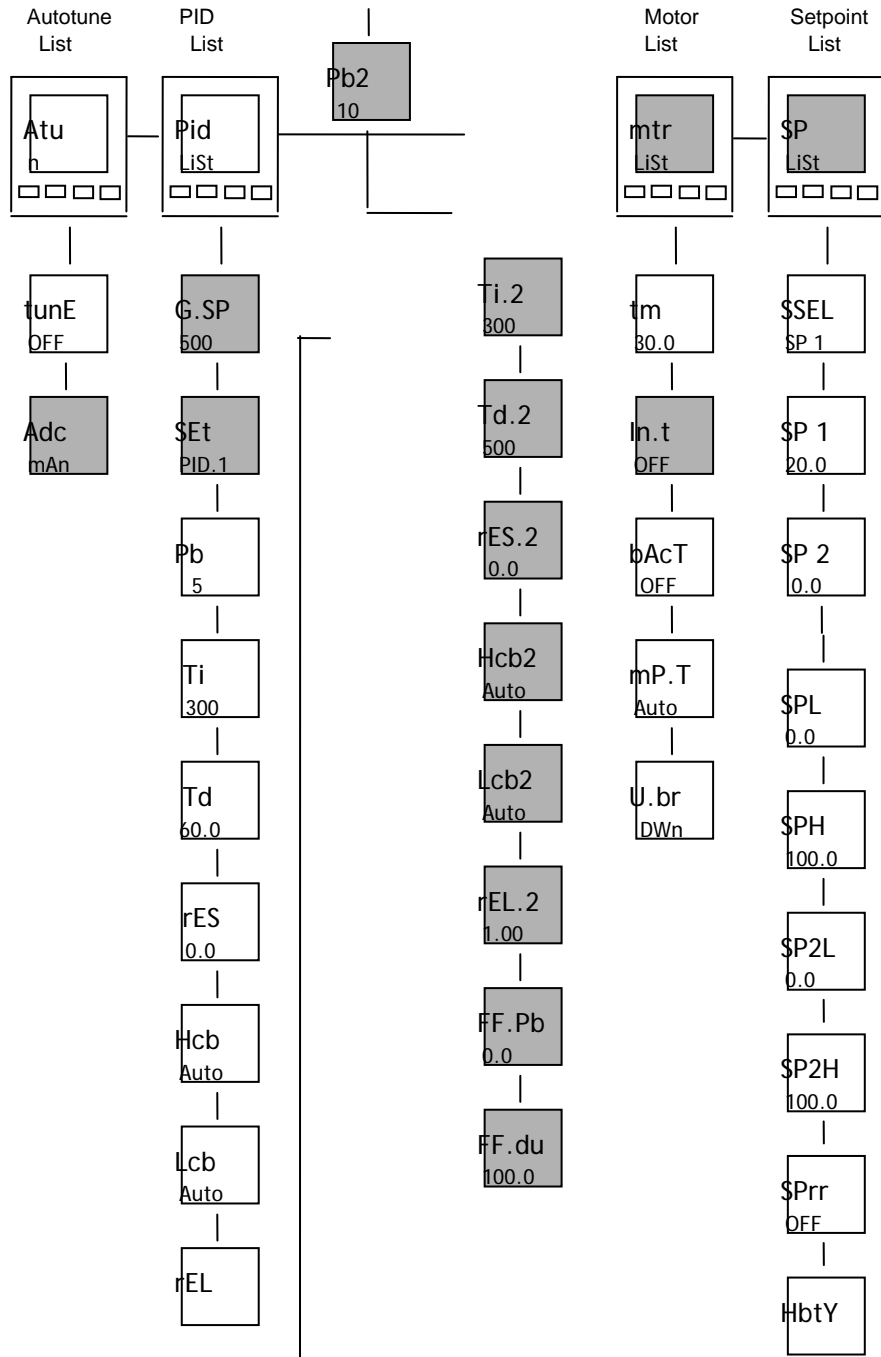 Autotune
List
Atu
n
tunE
OFF
Adc
mAn
PID
List
Pid
LiSt
G.SP
500
SEt
PID.1
Pb
5
Ti
300
Td
60.0
rES
0.0
Hcb
Auto
Lcb
Auto
rEL
Pb2
10
Ti.2
300
Td.2
500
rES.2
0.0
Hcb2
Auto
Lcb2
Auto
rEL.2
1.00
FF.Pb
0.0
FF.du
100.0
Motor
List
mtr
LiSt
tm
30.0
In.t
OFF
bAcT
OFF
mP.T
Auto
U.br
DWn
Setpoint
List
SP
LiSt
SSEL
SP 1
SP 1
20.0
SP 2
0.0
SPL
0.0
SPH
100.0
SP2L
0.0
SP2H
100.0
SPrr
OFF
HbtY